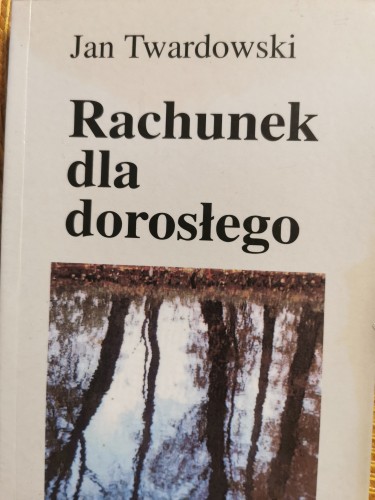 Jan Twardowski
Rachunek
dla
dorosłego